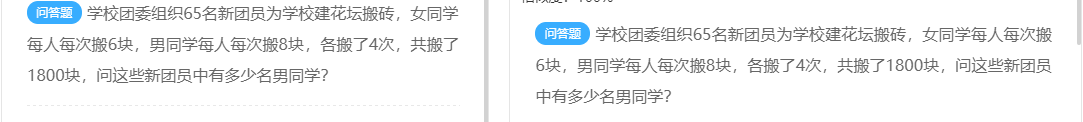 问答题 学校团委组织65名新团员为学校建花坛搬砖，女同学
每人每次搬6块，男同学每人每次搬8块，各搬了4次，共搬了
1800块，问这些新团员中有多少名男同学？
问答题 学校团委组织65名新团员为学校建花坛搬砖，女同学每人每次搬
6块，男同学每人每次搬8块，各搬了4次，共搬了1800块，问这些新团员
中有多少名男同学？